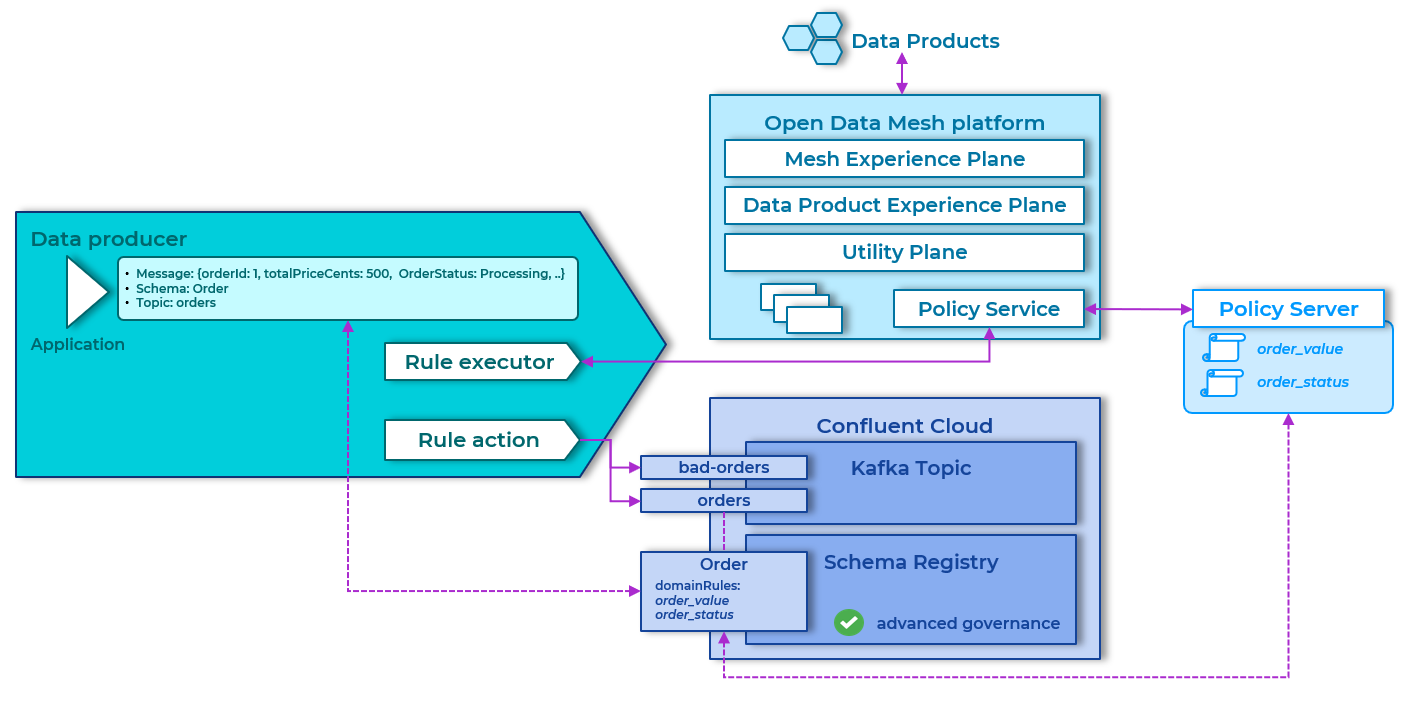 Data Products
Open Data Mesh platform
Mesh Experience Plane
Data Product Experience Plane
Utility Plane
Policy Service
Policy Server
order_value
order_status
Data producer
• Message: {orderId: 1, totalPriceCents: 500, OrderStatus: Processing, ..}
• Schema: Order
• Topic: orders
Application
Rule executor
Rule action
Confluent Cloud
bad-orders
Kafka Topic
orders
Order
domainRules:
order_value
order_status
Schema Registry
advanced governance